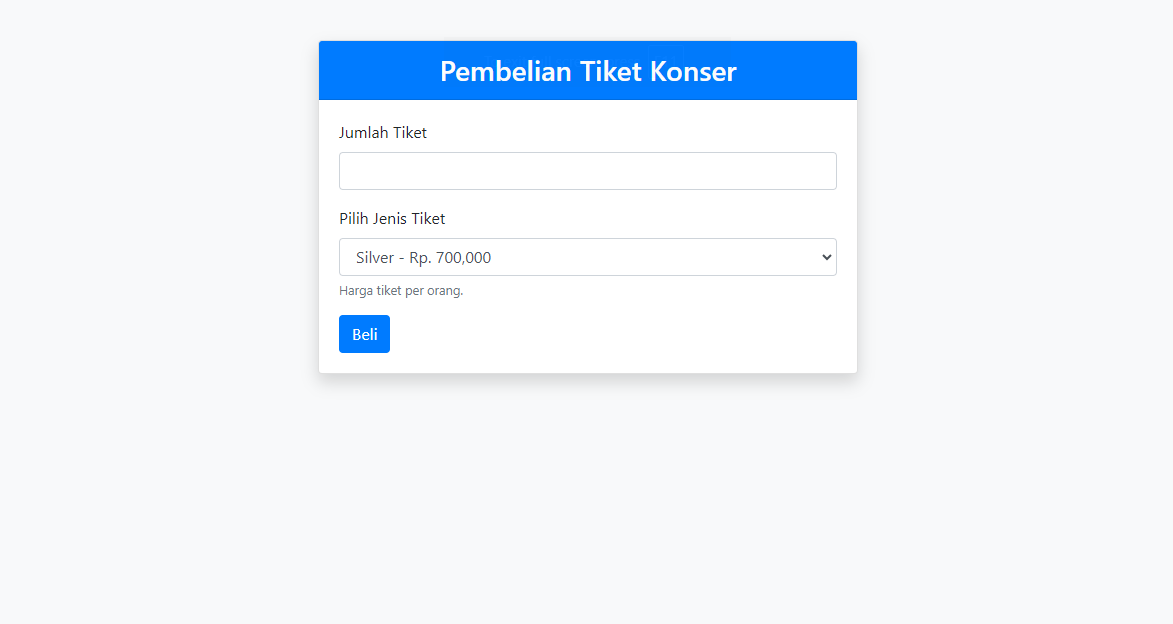 Pembelian Tiket Konser
Jumlah Tiket
Pilih Jenis Tiket
Silver - Rp. 700,000
Harga tiket per orang.
Beli